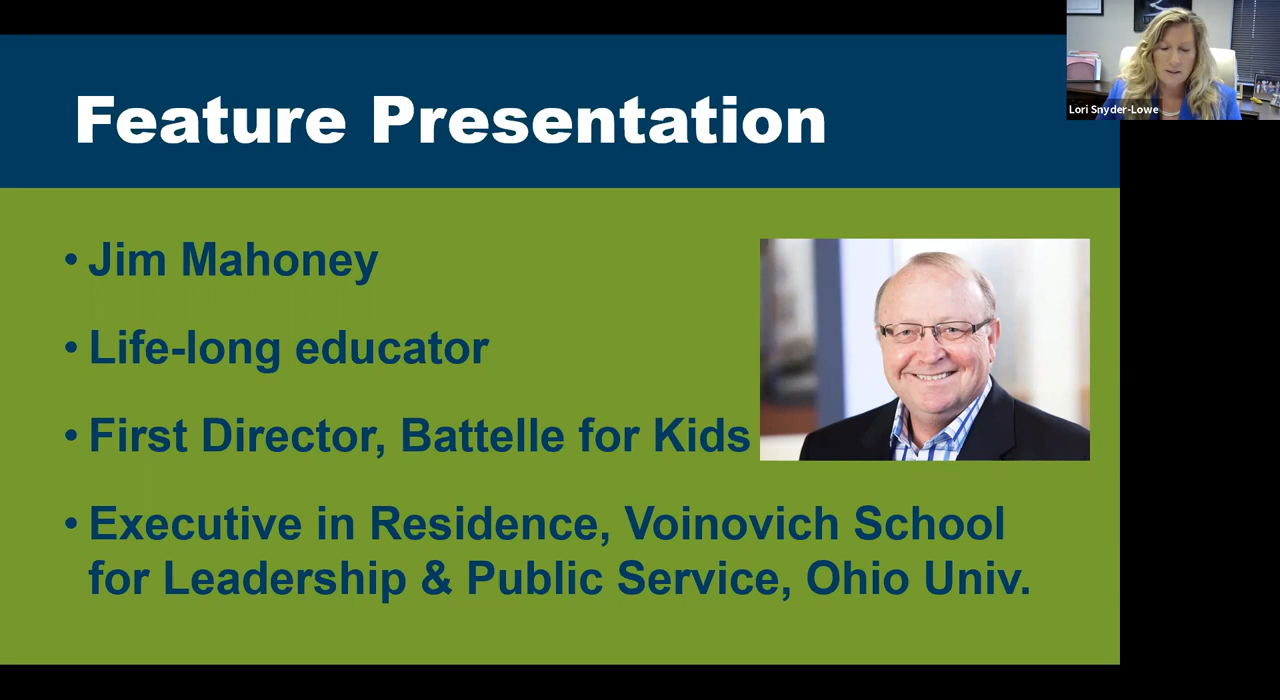 Feature Presentation
Lori Snyder-Lowe
• Jim Mahoney
• Life-long educator
• First Director, Battelle for Kids
• Executive in Residence, Voinovich School
for Leadership & Public Service, Ohio Univ.